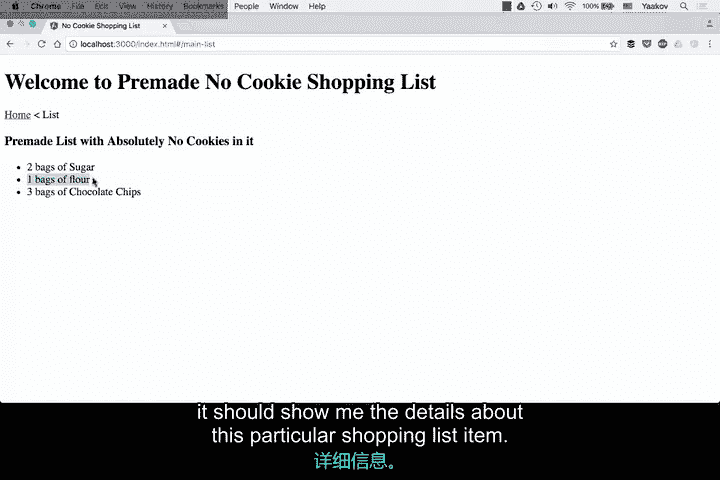 Chrome File Edit View History Bookmarks People Window Help 100% Yaakov
No Cookie Shopping List
localhost:3000/index.html#/main-list
Welcome to Premade No Cookie Shopping List
Home < List
Premade List with Absolutely No Cookies in it
2 bags of Sugar
1 bags of flour
3 bags of Chocolate Chips
it should show me the details about
this particular shopping list item.
详细信息。